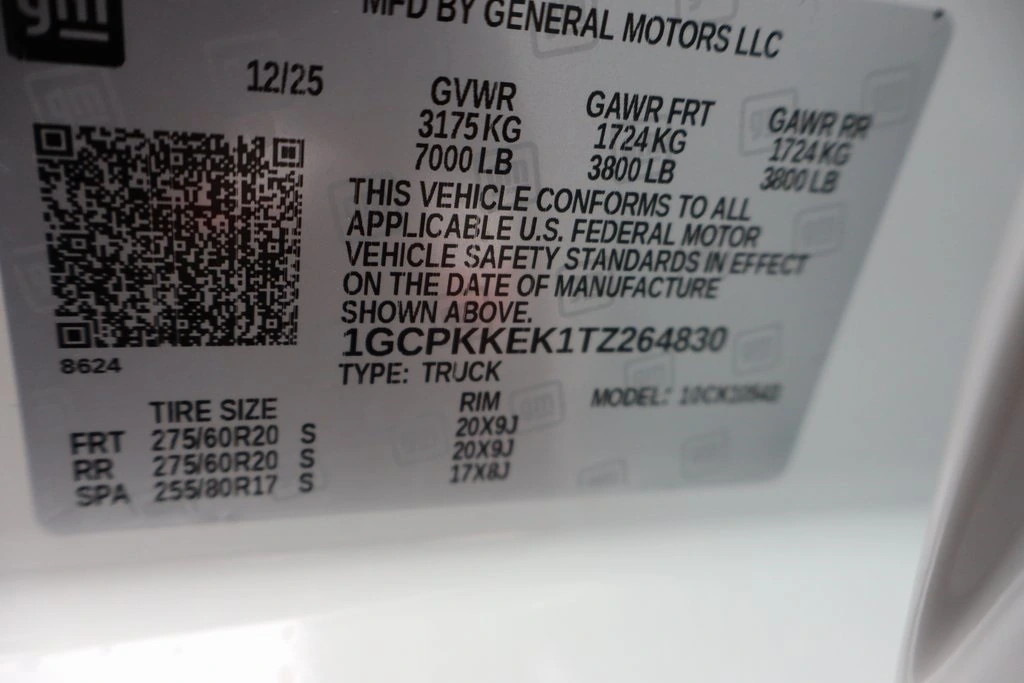 gm
MFD BY GENERAL MOTORS LLC
12/25 GVWR GAWR FRT GAWR RR
3175 KG 1724 KG 1724 KG
7000 LB 3800 LB 3800 LB
THIS VEHICLE CONFORMS TO ALL
APPLICABLE U.S. FEDERAL MOTOR
VEHICLE SAFETY STANDARDS IN EFFECT
ON THE DATE OF MANUFACTURE
SHOWN ABOVE.
1GCPKKEK1TZ264830
8624
TYPE: TRUCK
MODEL:
TIRE SIZE RIM
FRT 275/60R20 S 20X9J
RR 275/60R20 S 20X9J
SPA 255/80R17 S 17X8J